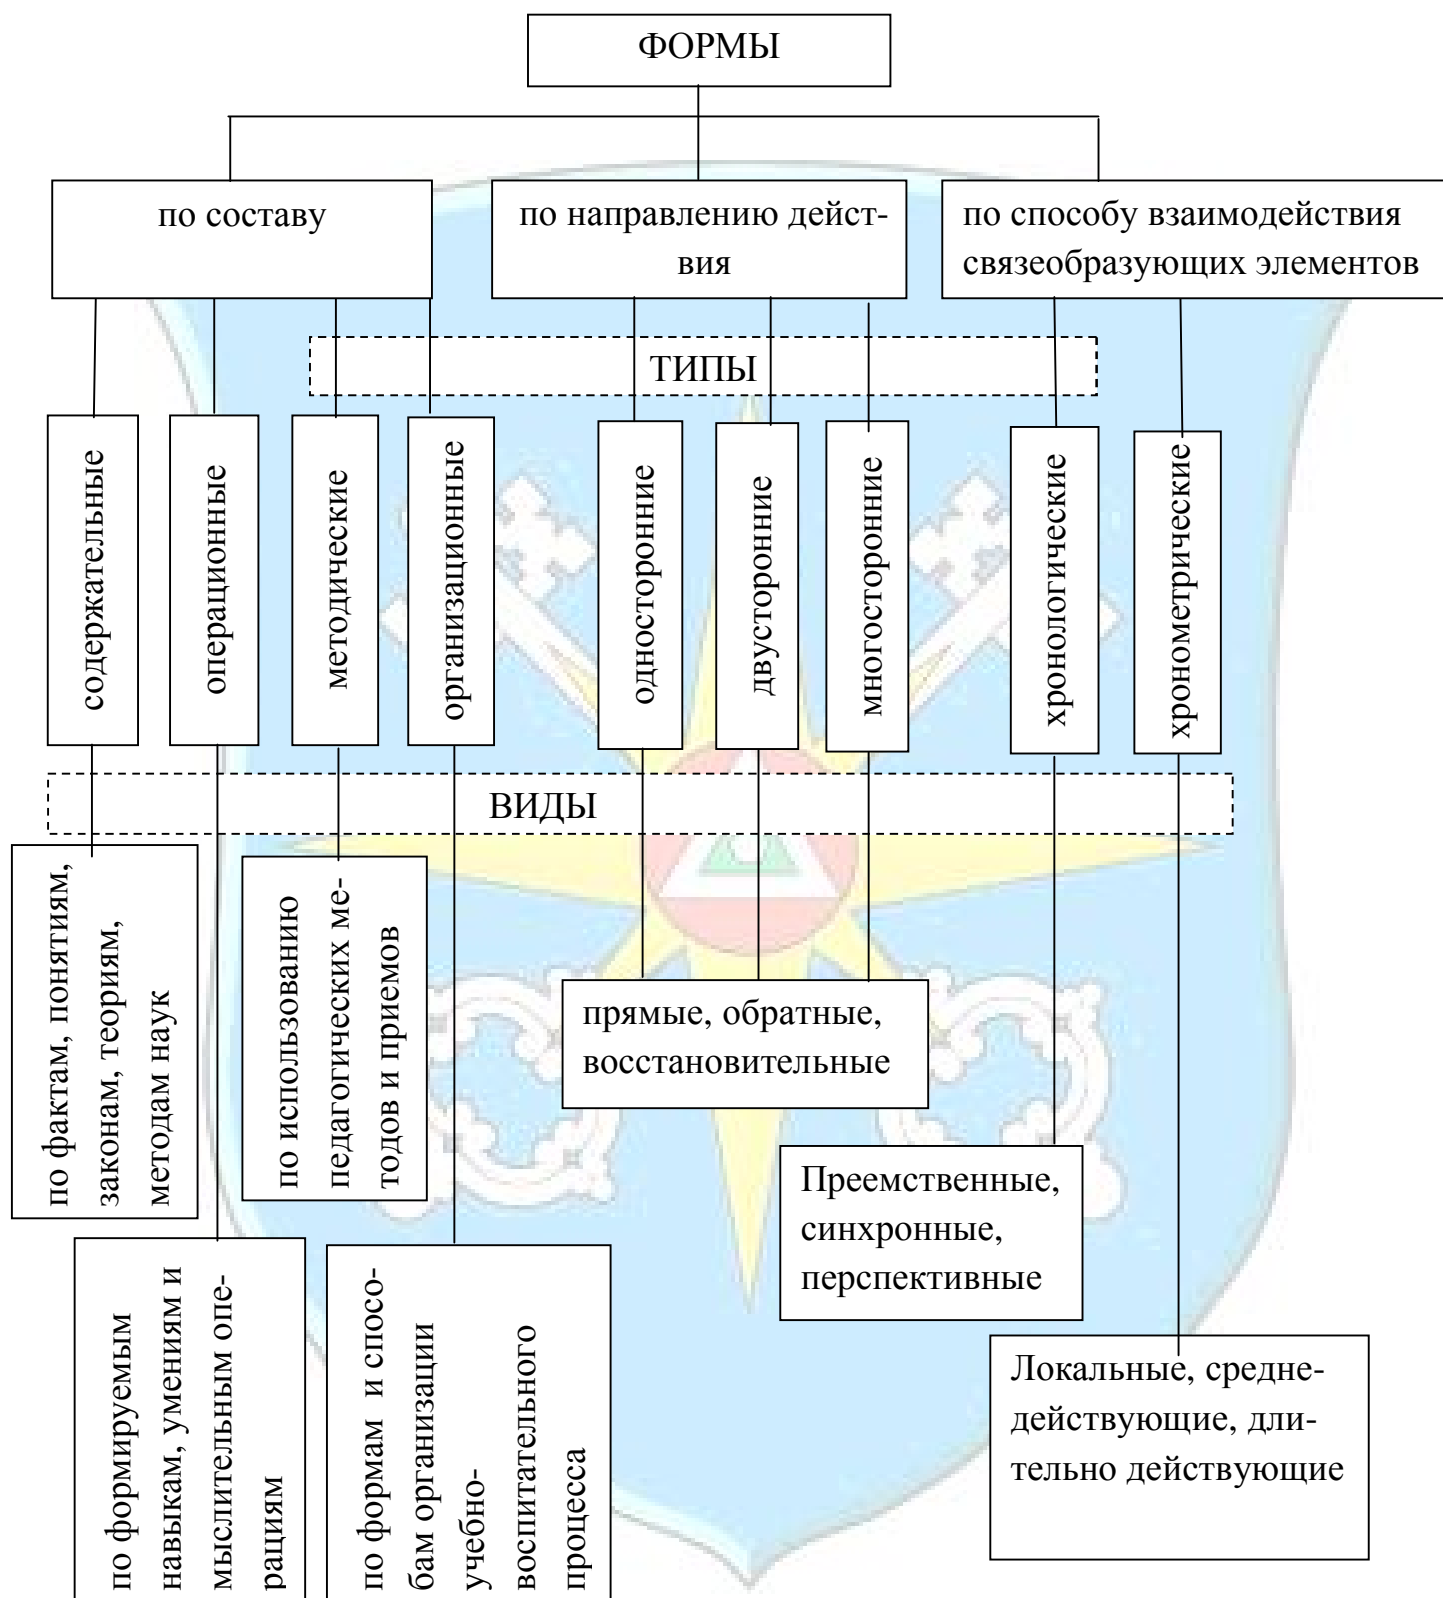 ФОРМЫ
по составу
по направлению дейст-
вия
по способу взаимодействия
связеобразующих элементов
ТИПЫ
содержательные
операционные
методические
организационные
односторонние
двусторонние
многосторонние
хронологические
хронометрические
ВИДЫ
по фактам, понятиям,
законам, теориям,
методам наук
по использованию
педагогических ме-
тодов и приемов
прямые, обратные,
восстановительные
Преемственные,
синхронные,
перспективные
по формируемым
навыкам, умениям и
мыслительным опе-
рациям
по формам и спосо-
бам организации
учебно-
воспитательного
процесса
Локальные, средне-
действующие, дли-
тельно действующие